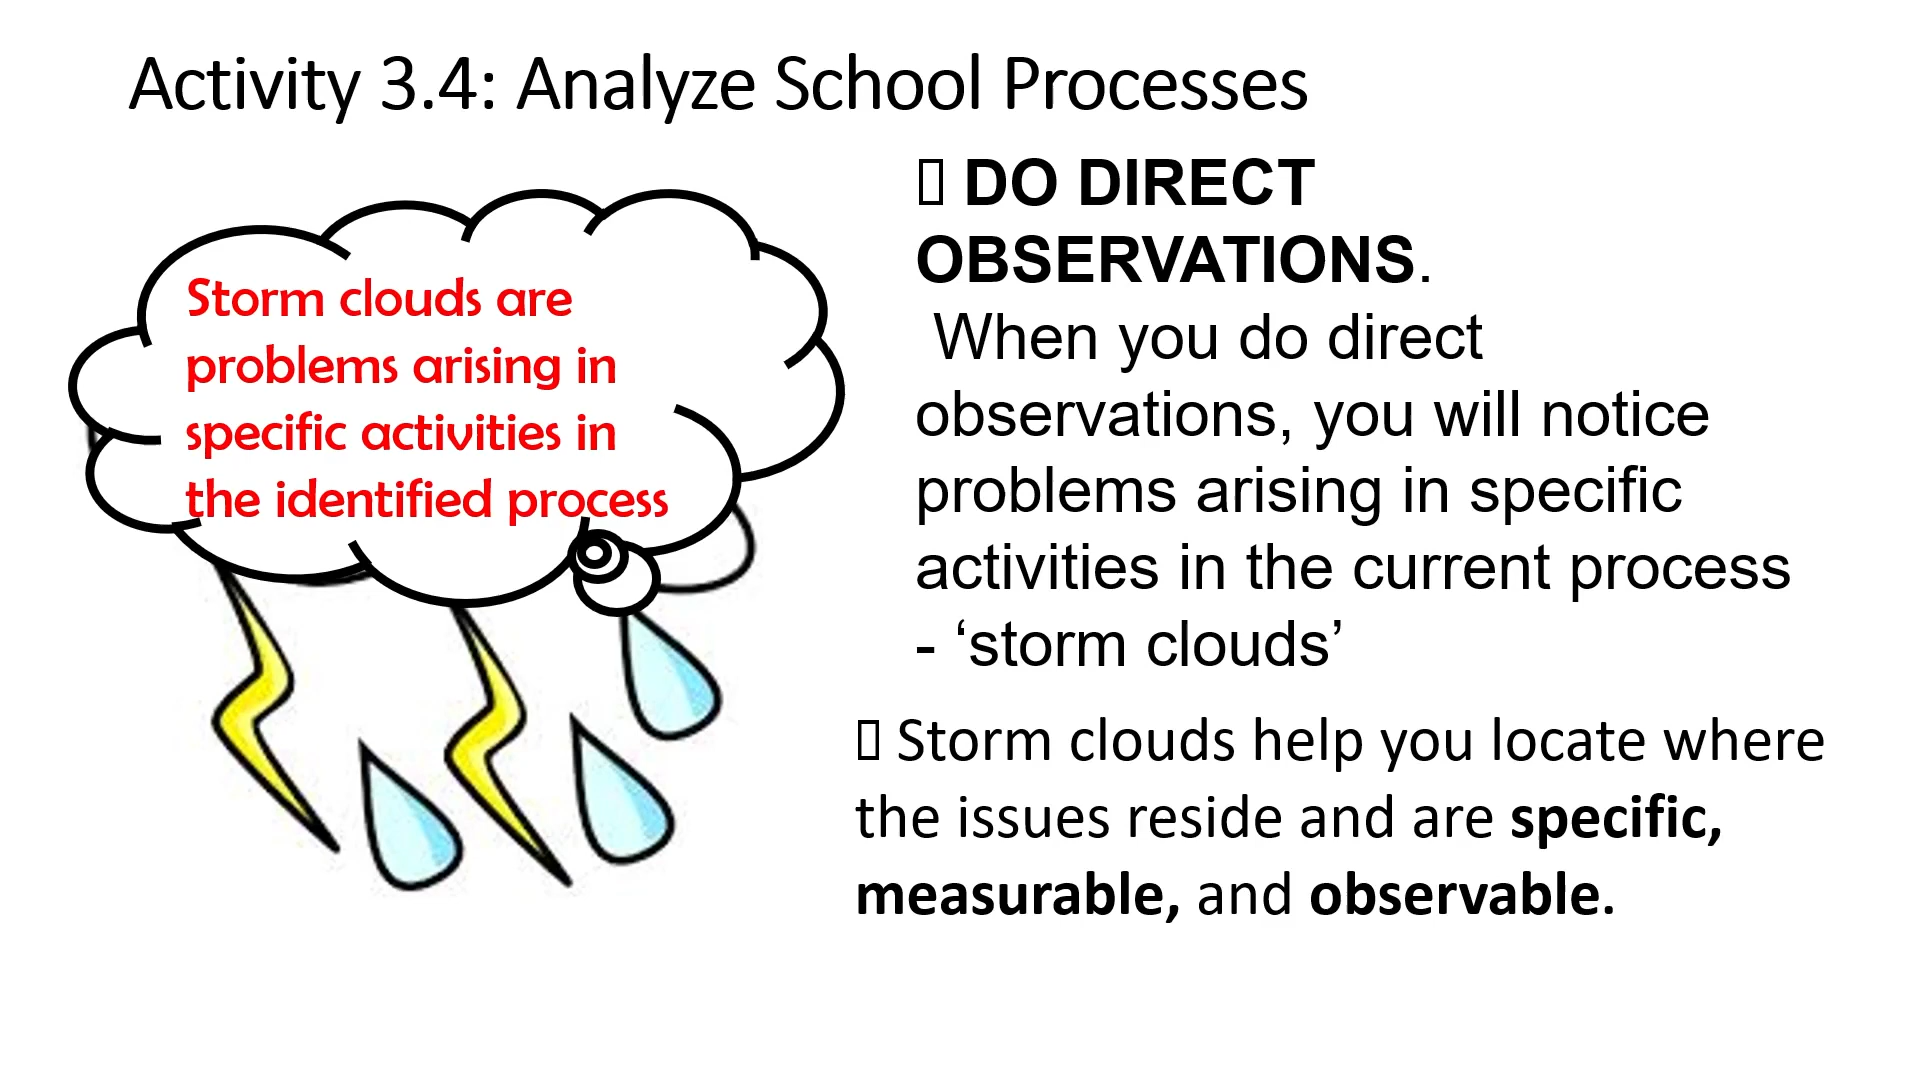 Activity 3.4: Analyze School Processes
Storm clouds are
problems arising in
specific activities in
the identified process
DO DIRECT
OBSERVATIONS.
When you do direct
observations, you will notice
problems arising in specific
activities in the current process
- ‘storm clouds’
Storm clouds help you locate where
the issues reside and are specific,
measurable, and observable.